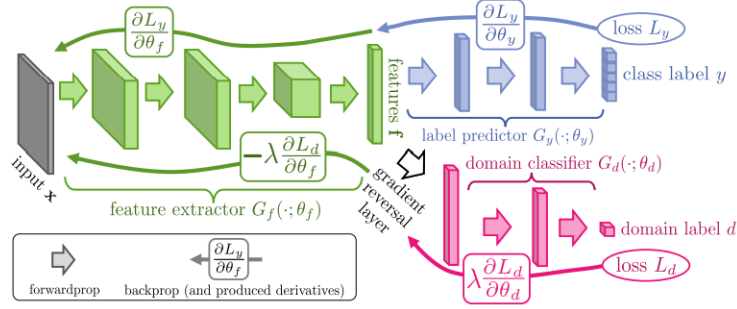 ∂L_y/∂θ_f
∂L_y/∂θ_y
loss L_y
features f
class label y
label predictor G_y(·;θ_y)
input x
−λ ∂L_d/∂θ_f
feature extractor G_f(·;θ_f)
gradient
reversal
layer
domain classifier G_d(·;θ_d)
domain label d
λ ∂L_d/∂θ_d
loss L_d
∂L_y/∂θ_f
forwardprop
backprop (and produced derivatives)